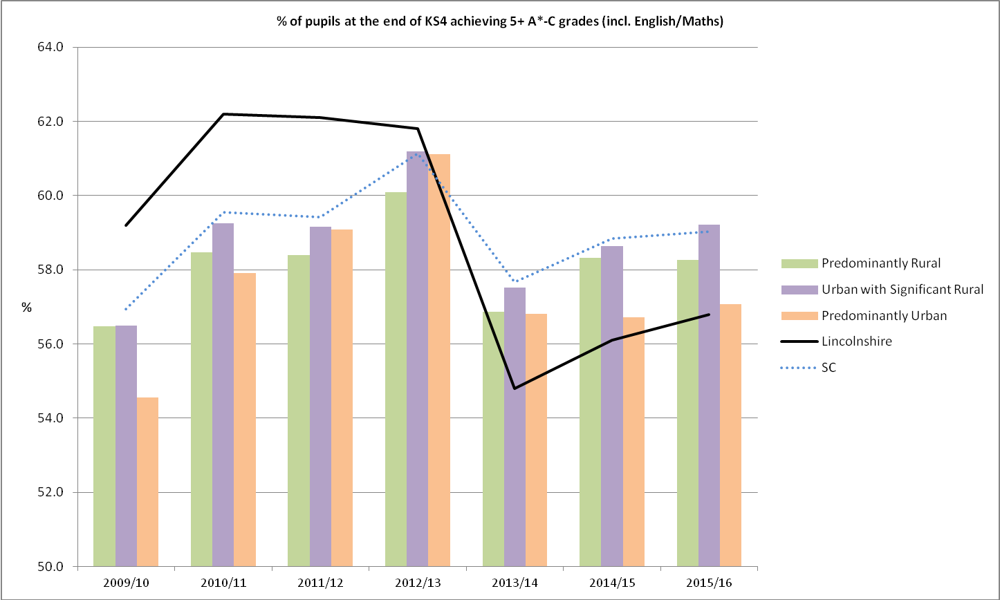 % of pupils at the end of KS4 achieving 5+ A*-C grades (incl. English/Maths)
64.0
62.0
60.0
58.0
56.0
54.0
52.0
50.0
%
2009/10 2010/11 2011/12 2012/13 2013/14 2014/15 2015/16
Predominantly Rural
Urban with Significant Rural
Predominantly Urban
Lincolnshire
SC